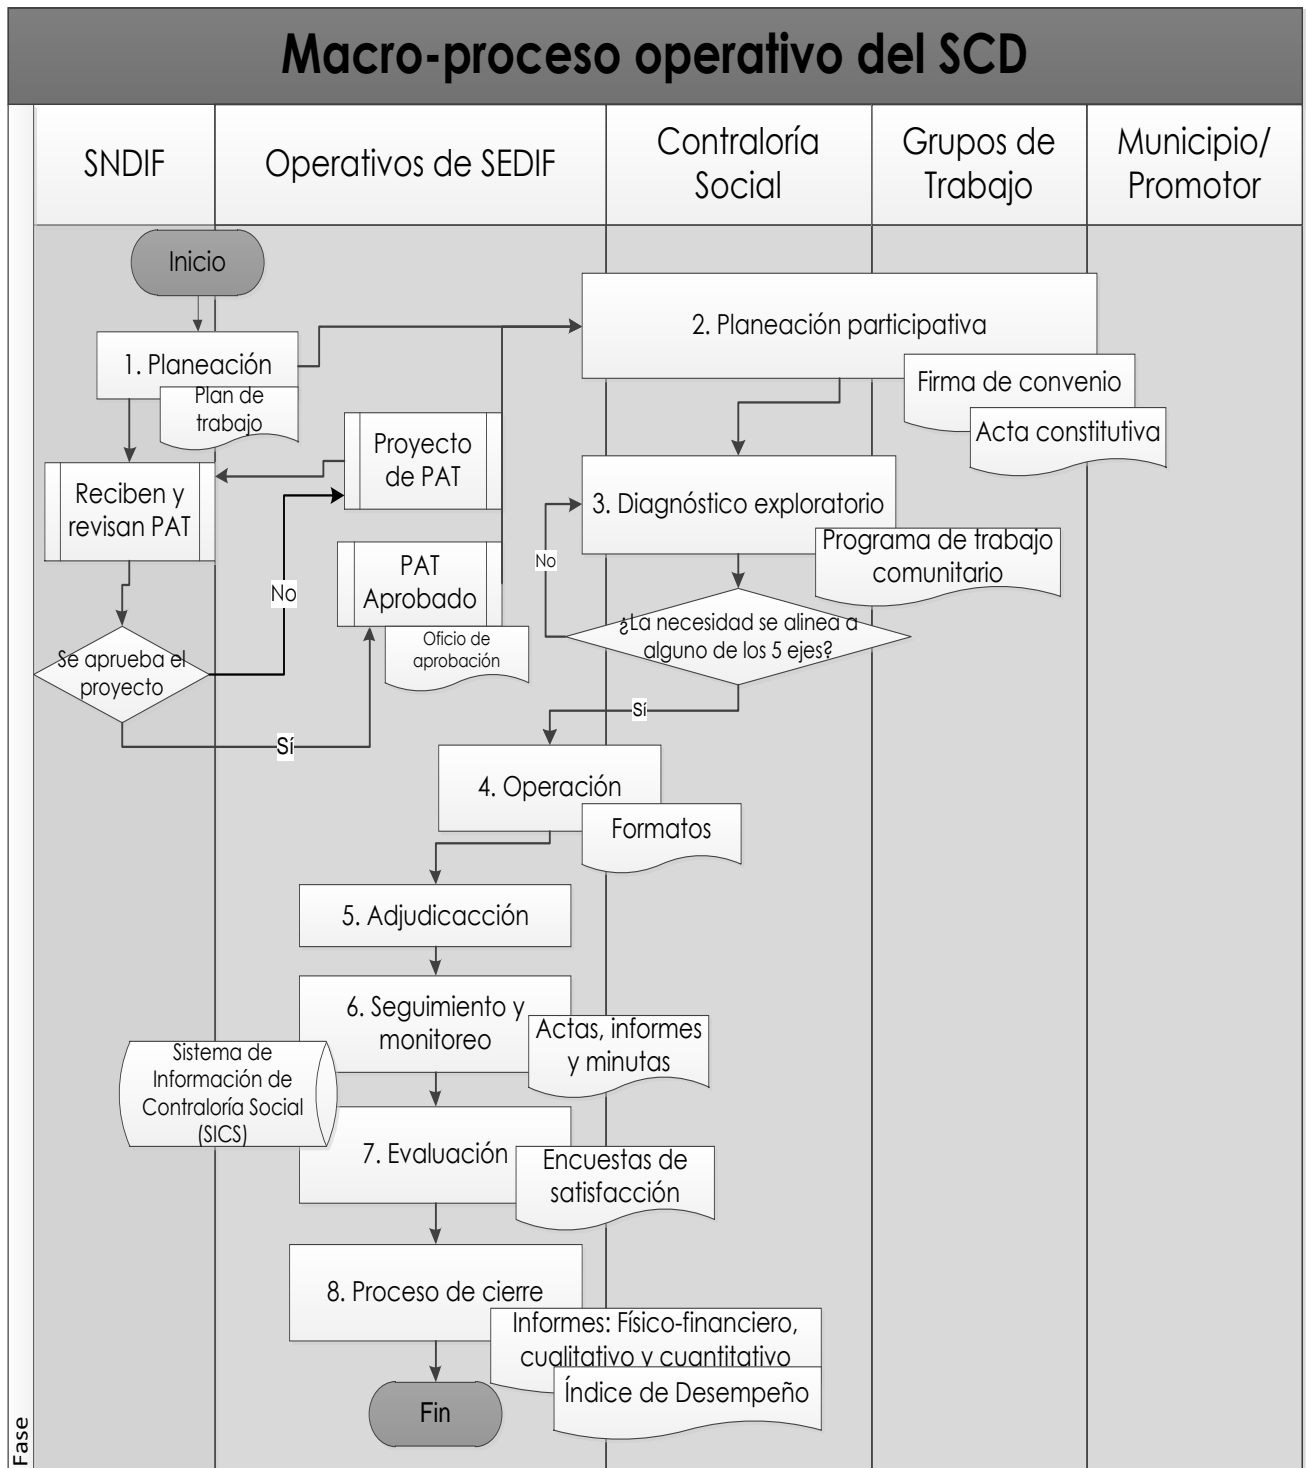 Macro-proceso operativo del SCD
SNDIF
Operativos de SEDIF
Contraloría
Social
Grupos de
Trabajo
Municipio/
Promotor
Inicio
1. Planeación
Plan de
trabajo
2. Planeación participativa
Firma de convenio
Acta constitutiva
Proyecto
de PAT
Reciben y
revisan PAT
3. Diagnóstico exploratorio
Programa de trabajo
comunitario
No
PAT
Aprobado
Oficio de
aprobación
No
¿La necesidad se alinea a
alguno de los 5 ejes?
Se aprueba el
proyecto
Sí
Sí
4. Operación
Formatos
5. Adjudicacción
6. Seguimiento y
monitoreo
Actas, informes
y minutas
Sistema de
Información de
Contraloría Social
(SICS)
7. Evaluación
Encuestas de
satisfacción
8. Proceso de cierre
Informes: Físico-financiero,
cualitativo y cuantitativo
Índice de Desempeño
Fin
Fase